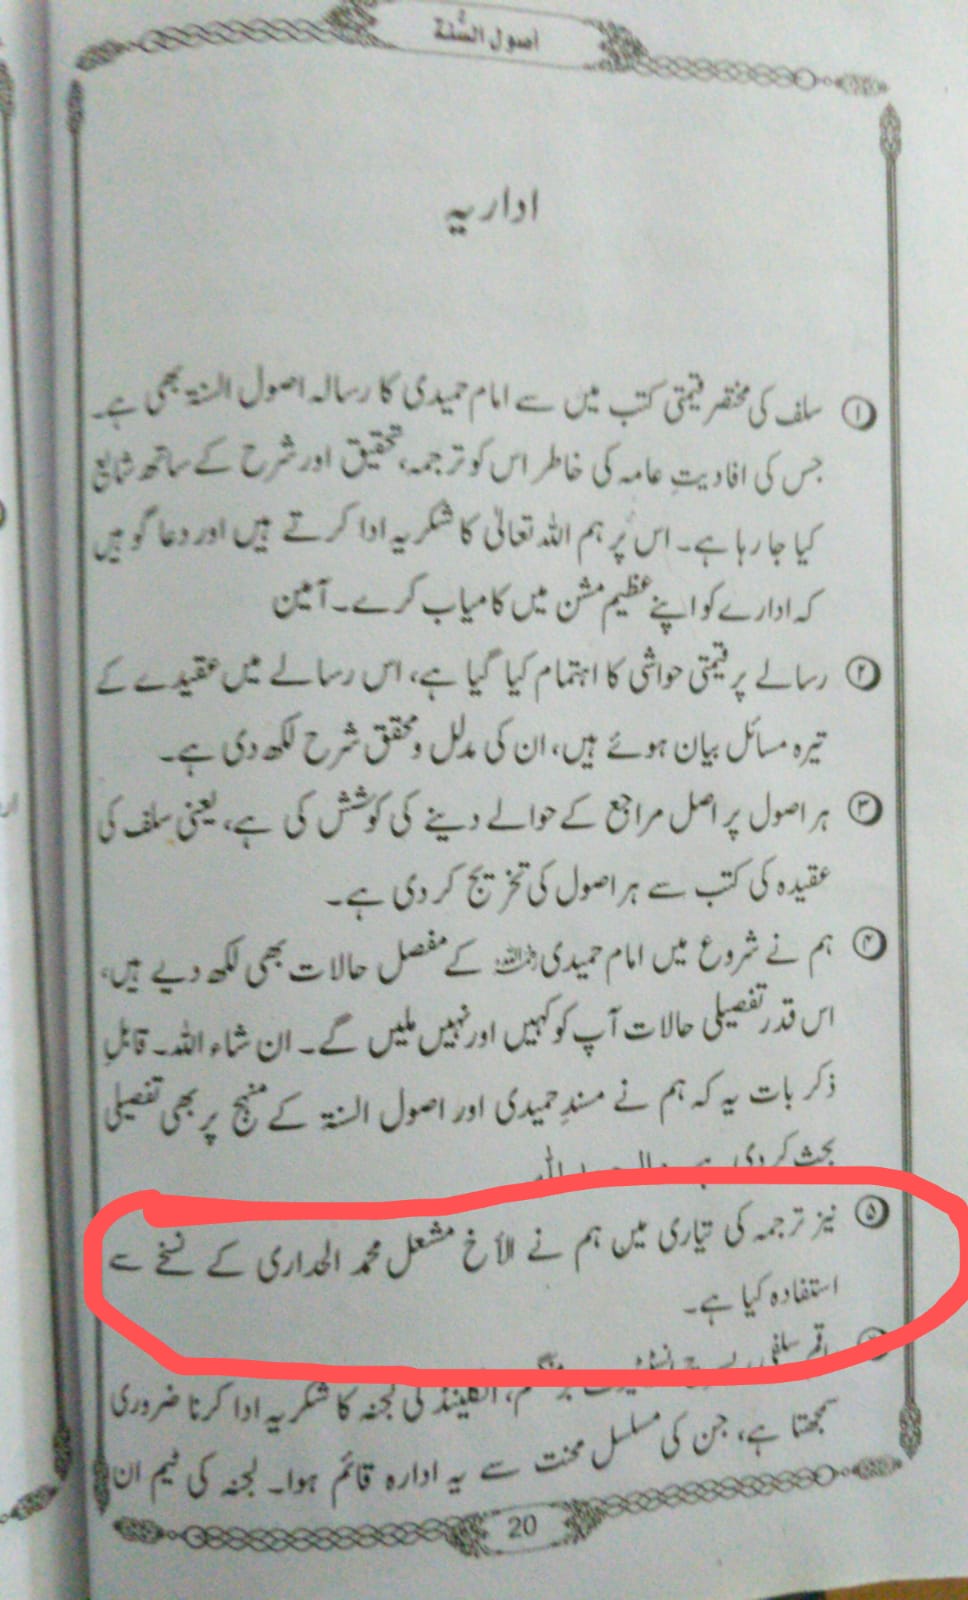 اصول السُّنة
اداریہ
① سلف کی مختصر قیمتی کتب میں سے امام حمیدی کا رسالہ اصول السنۃ بھی ہے۔
جس کی افادیتِ عامہ کی خاطر اس کو ترجمہ، تحقیق اور شرح کے ساتھ شایع
کیا جا رہا ہے۔ اس پر ہم اللہ تعالیٰ کا شکریہ ادا کرتے ہیں اور دعا گو ہیں
کہ ادارے کو اپنے عظیم مشن میں کامیاب کرے۔ آمین
② رسالے پر قیمتی حواشی کا اہتمام کیا گیا ہے، اس رسالے میں عقیدے کے
تیرہ مسائل بیان ہوئے ہیں، ان کی مدلل و محقق شرح لکھ دی ہے۔
③ ہر اصول پر اصل مراجع کے حوالے دینے کی کوشش کی ہے، یعنی سلف کی
عقیدہ کی کتب سے ہر اصول کی تخریج کر دی ہے۔
④ ہم نے شروع میں امام حمیدی رحمہ اللہ کے مفصل حالات بھی لکھ دیے ہیں،
اس قدر تفصیلی حالات آپ کو کہیں اور نہیں ملیں گے۔ ان شاء اللہ۔ قابلِ
ذکر بات یہ کہ ہم نے مسندِ حمیدی اور اصول السنۃ کے منہج پر بھی تفصیلی
بحث کر دی ہے۔
⑤ نیز ترجمہ کی تیاری میں ہم نے الأخ مشعل محمد الحداری کے نسخے سے
استفادہ کیا ہے۔
سلفی ریسرچ انسٹیٹیوٹ برمنگھم، انگلینڈ کی لجنہ کا شکریہ ادا کرنا ضروری
سمجھتا ہے، جن کی مسلسل محنت سے یہ ادارہ قائم ہوا۔ لجنہ کی ٹیم ان
20